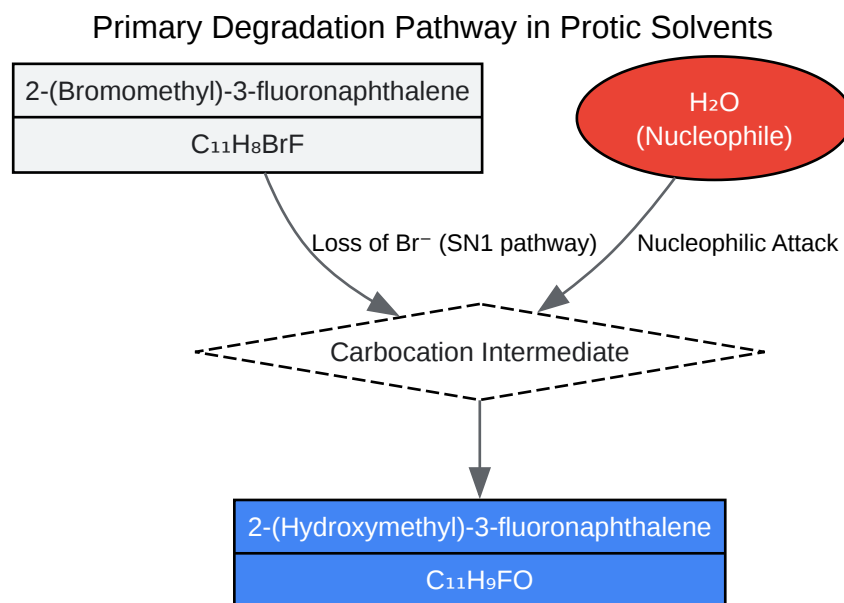 Primary Degradation Pathway in Protic Solvents
2-(Bromomethyl)-3-fluoronaphthalene
C₁₁H₈BrF
H₂O
(Nucleophile)
Loss of Br⁻ (SN1 pathway)
Nucleophilic Attack
Carbocation Intermediate
2-(Hydroxymethyl)-3-fluoronaphthalene
C₁₁H₉FO